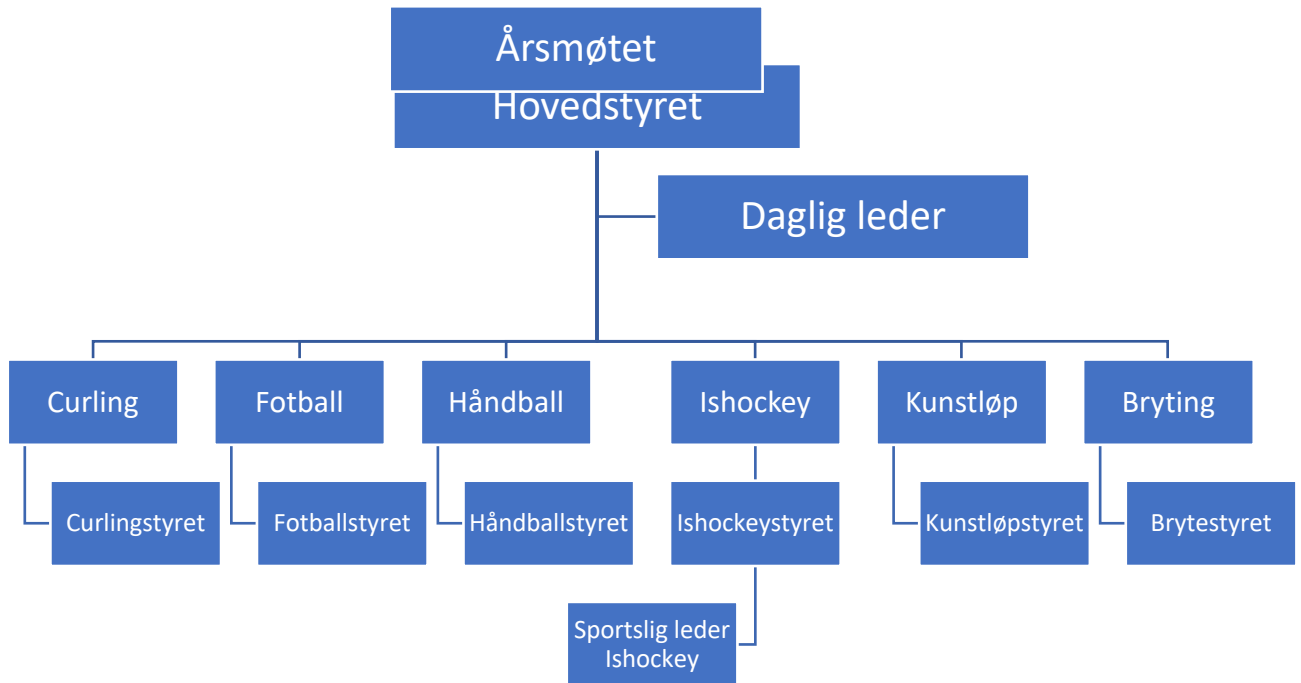 Årsmøtet
Hovedstyret
Daglig leder
Curling
Fotball
Håndball
Ishockey
Kunstløp
Bryting
Curlingstyret
Fotballstyret
Håndballstyret
Ishockeystyret
Kunstløpstyret
Brytestyret
Sportslig leder
Ishockey